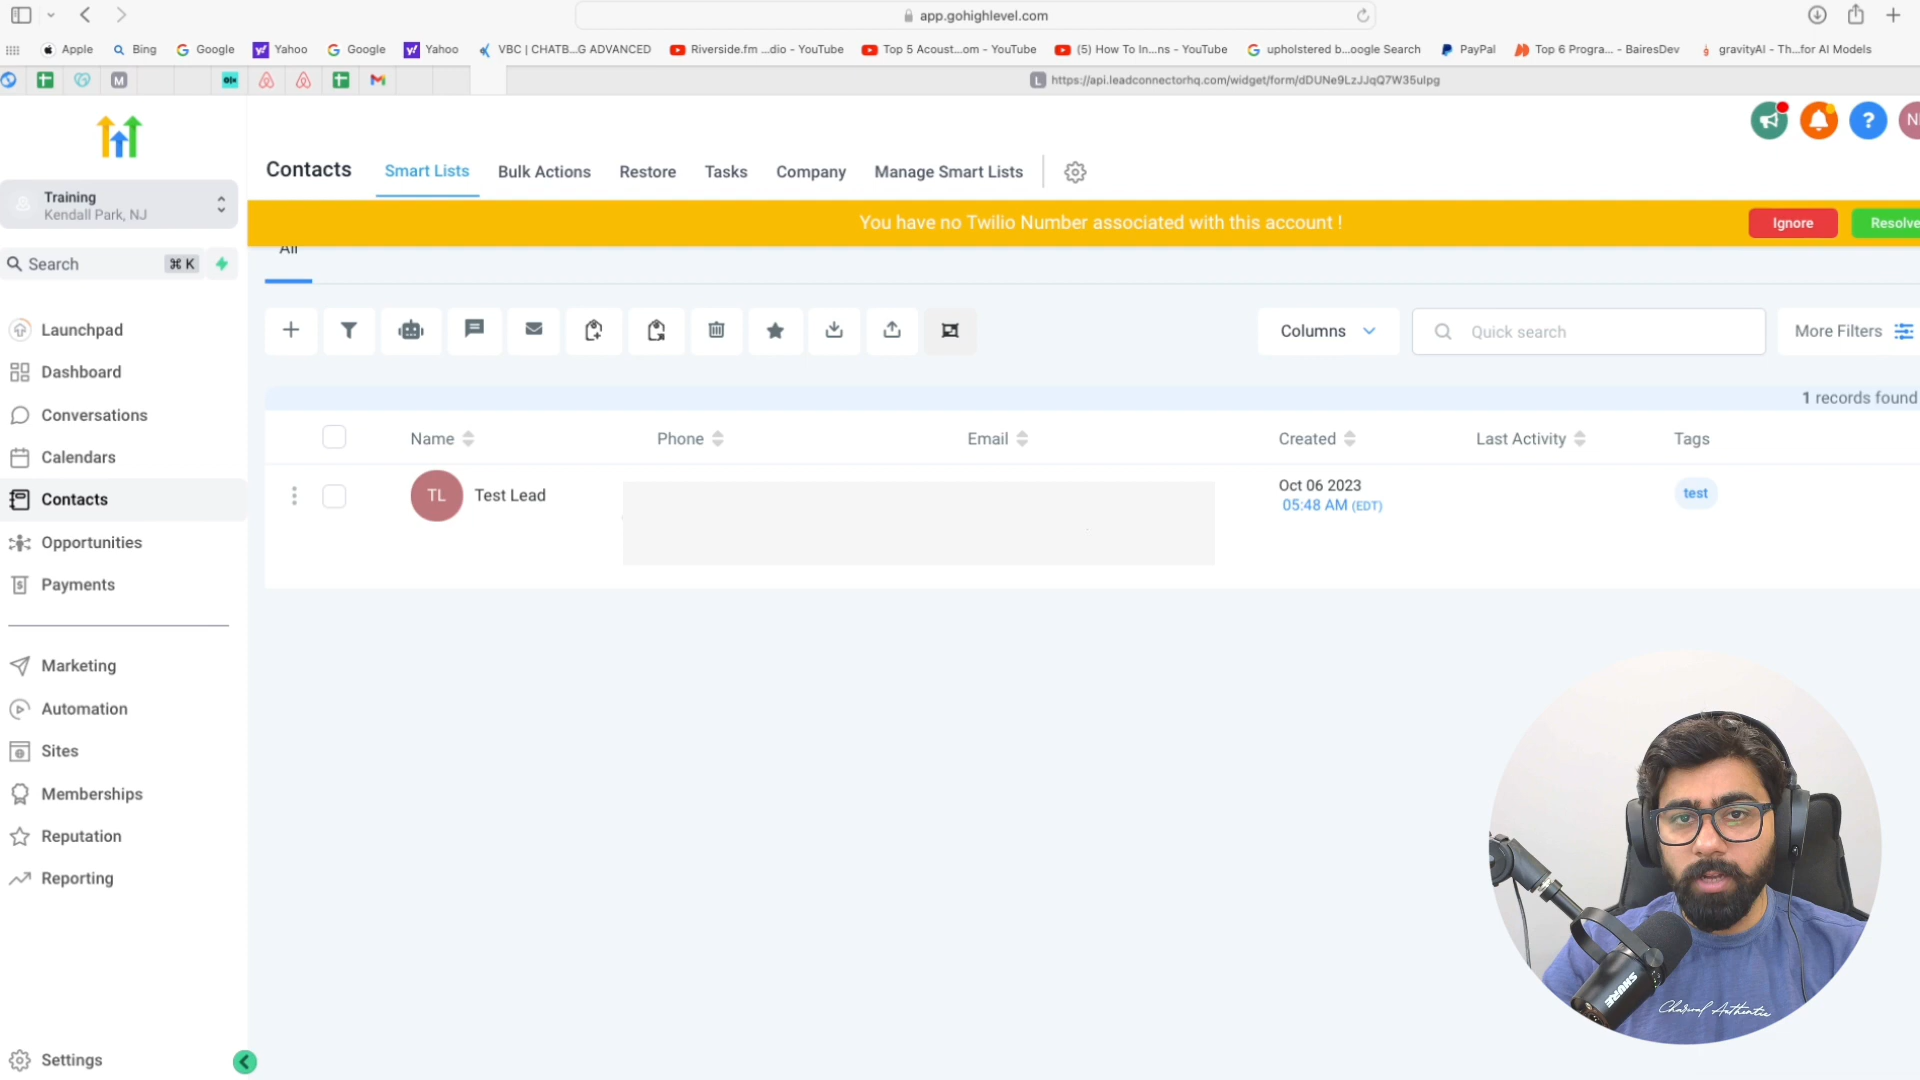 app.gohighlevel.com
Apple
Bing
Google
Yahoo
Google
Yahoo
VBC | CHATB...G ADVANCED
Riverside.fm ...dio - YouTube
Top 5 Acoust...om - YouTube
(5) How To In...ns - YouTube
upholstered b...oogle Search
PayPal
Top 6 Progra... - BairesDev
gravityAI - Th...for AI Models
M
olx
L
https://api.leadconnectorhq.com/widget/form/dDUNe9LzJJqQ7W35ulpg
?
N
Training
Kendall Park, NJ
Contacts
Smart Lists
Bulk Actions
Restore
Tasks
Company
Manage Smart Lists
You have no Twilio Number associated with this account !
Ignore
Resolve
Search
⌘ K
All
Launchpad
Dashboard
Conversations
Calendars
Contacts
Opportunities
Payments
Marketing
Automation
Sites
Memberships
Reputation
Reporting
Settings
Columns
Quick search
More Filters
1 records found
Name
Phone
Email
Created
Last Activity
Tags
TL
Test Lead
Oct 06 2023
05:48 AM (EDT)
test
SHURE